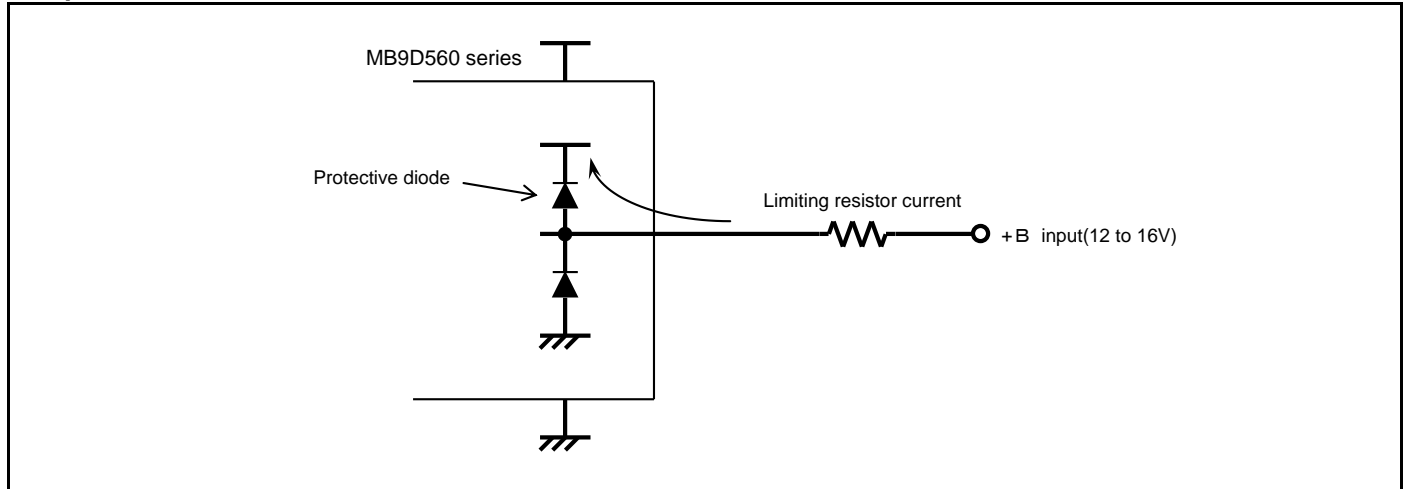 MB9D560 series
Protective diode
Limiting resistor current
+B input(12 to 16V)